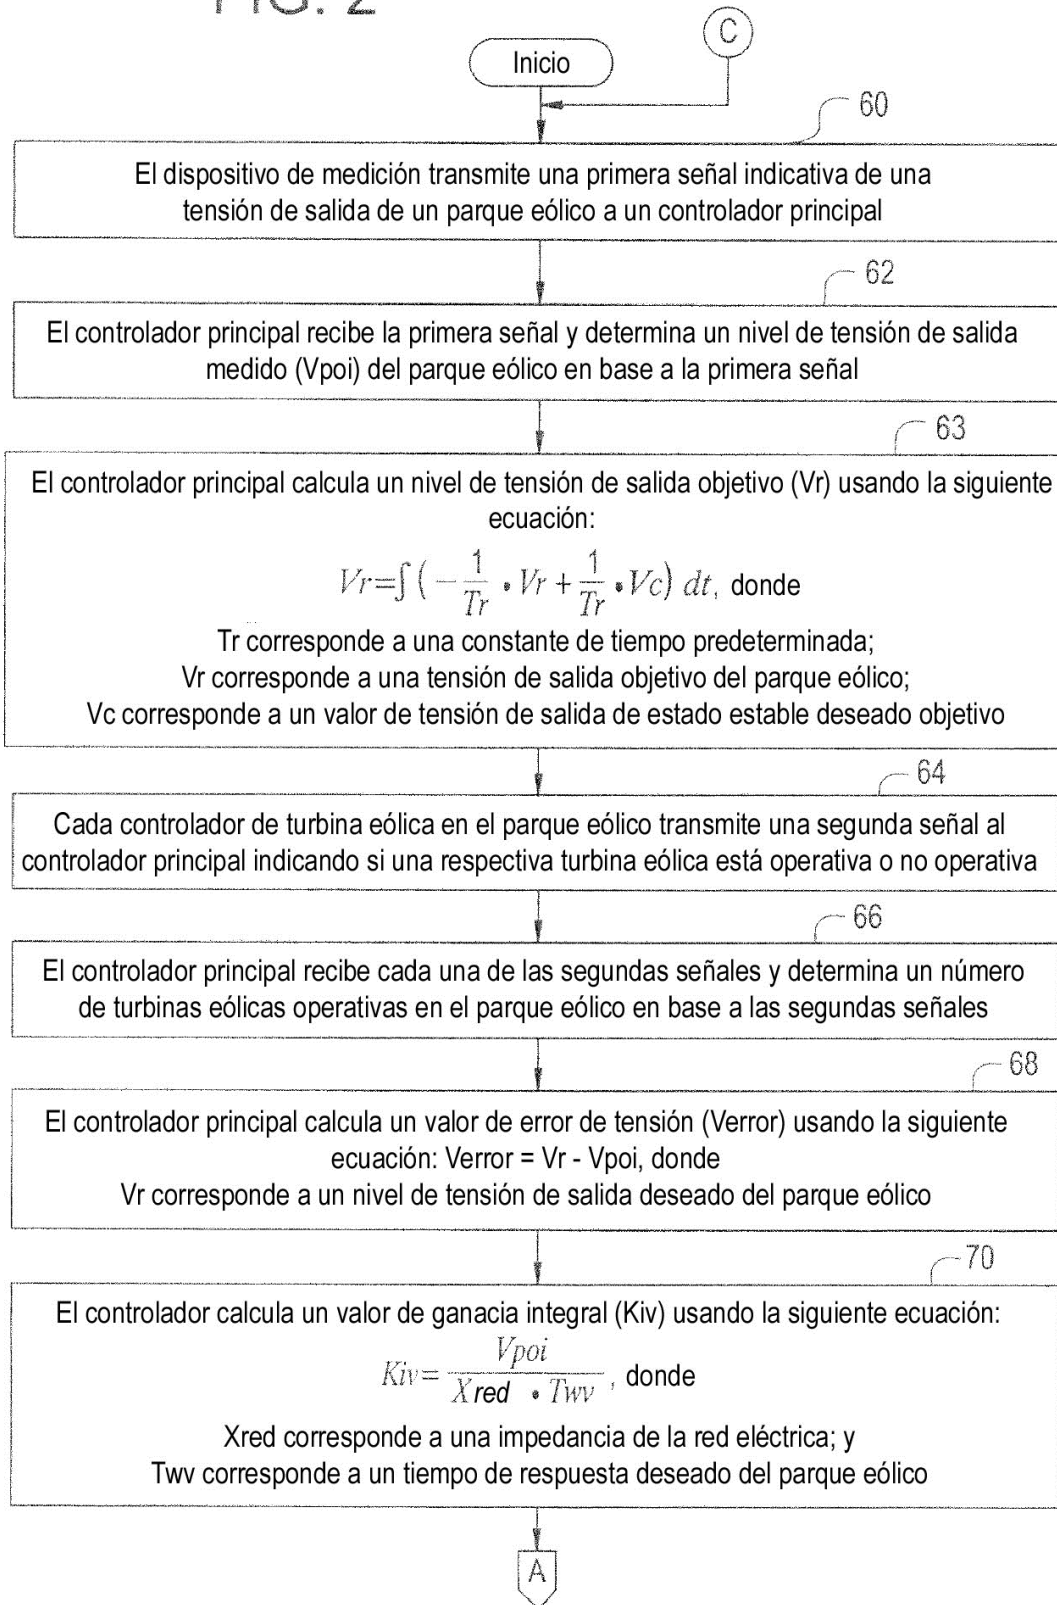 FIG. 2
C
Inicio
60
El dispositivo de medición transmite una primera señal indicativa de una
tensión de salida de un parque eólico a un controlador principal
62
El controlador principal recibe la primera señal y determina un nivel de tensión de salida
medido (Vpoi) del parque eólico en base a la primera señal
63
El controlador principal calcula un nivel de tensión de salida objetivo (Vr) usando la siguiente
ecuación:
Vr=∫(-1/Tr • Vr + 1/Tr • Vc) dt, donde
Tr corresponde a una constante de tiempo predeterminada;
Vr corresponde a una tensión de salida objetivo del parque eólico;
Vc corresponde a un valor de tensión de salida de estado estable deseado objetivo
64
Cada controlador de turbina eólica en el parque eólico transmite una segunda señal al
controlador principal indicando si una respectiva turbina eólica está operativa o no operativa
66
El controlador principal recibe cada una de las segundas señales y determina un número
de turbinas eólicas operativas en el parque eólico en base a las segundas señales
68
El controlador principal calcula un valor de error de tensión (Verror) usando la siguiente
ecuación: Verror = Vr - Vpoi, donde
Vr corresponde a un nivel de tensión de salida deseado del parque eólico
70
El controlador calcula un valor de ganacia integral (Kiv) usando la siguiente ecuación:
Kiv= Vpoi / Xred • Twv, donde
Xred corresponde a una impedancia de la red eléctrica; y
Twv corresponde a un tiempo de respuesta deseado del parque eólico
A